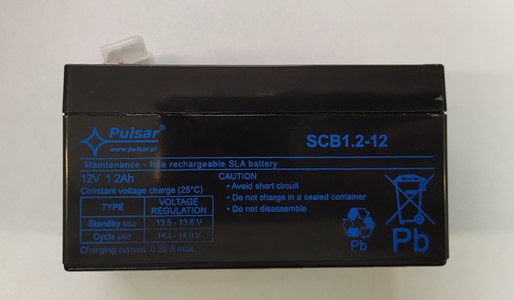 Pulsar
www.pulsar.pl
SCB1.2-12
Maintenance - free rechargeable SLA battery
12V 1.2Ah
Constant voltage charge (25°C)
TYPE
VOLTAGE REGULATION
Standby use
13.5 - 13.8 V
Cycle use
14.4 - 14.9 V
Charging current 0.36 A max.
CAUTION
• Avoid short circuit
• Do not charge in a sealed container
• Do not disassemble
Pb
Pb